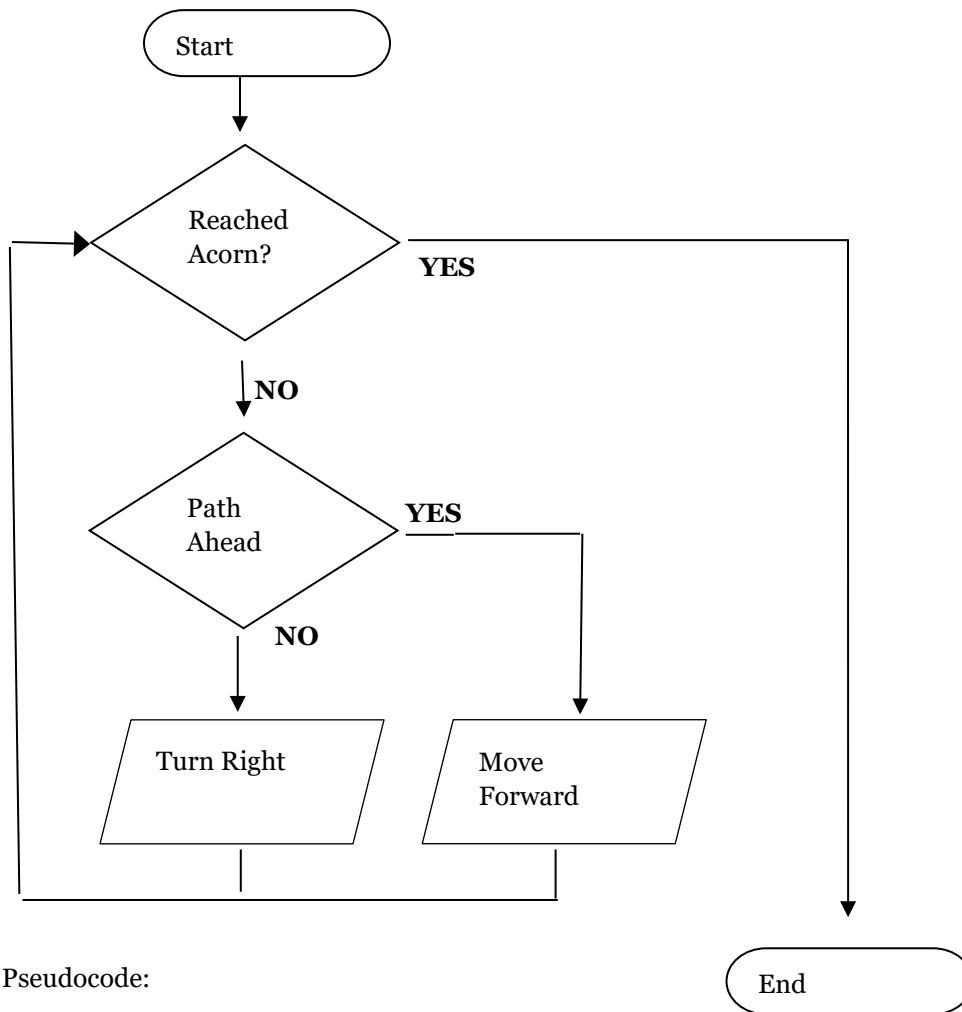 Start
Reached
Acorn?
YES
NO
Path
Ahead
YES
NO
Turn Right
Move
Forward
Pseudocode:
End